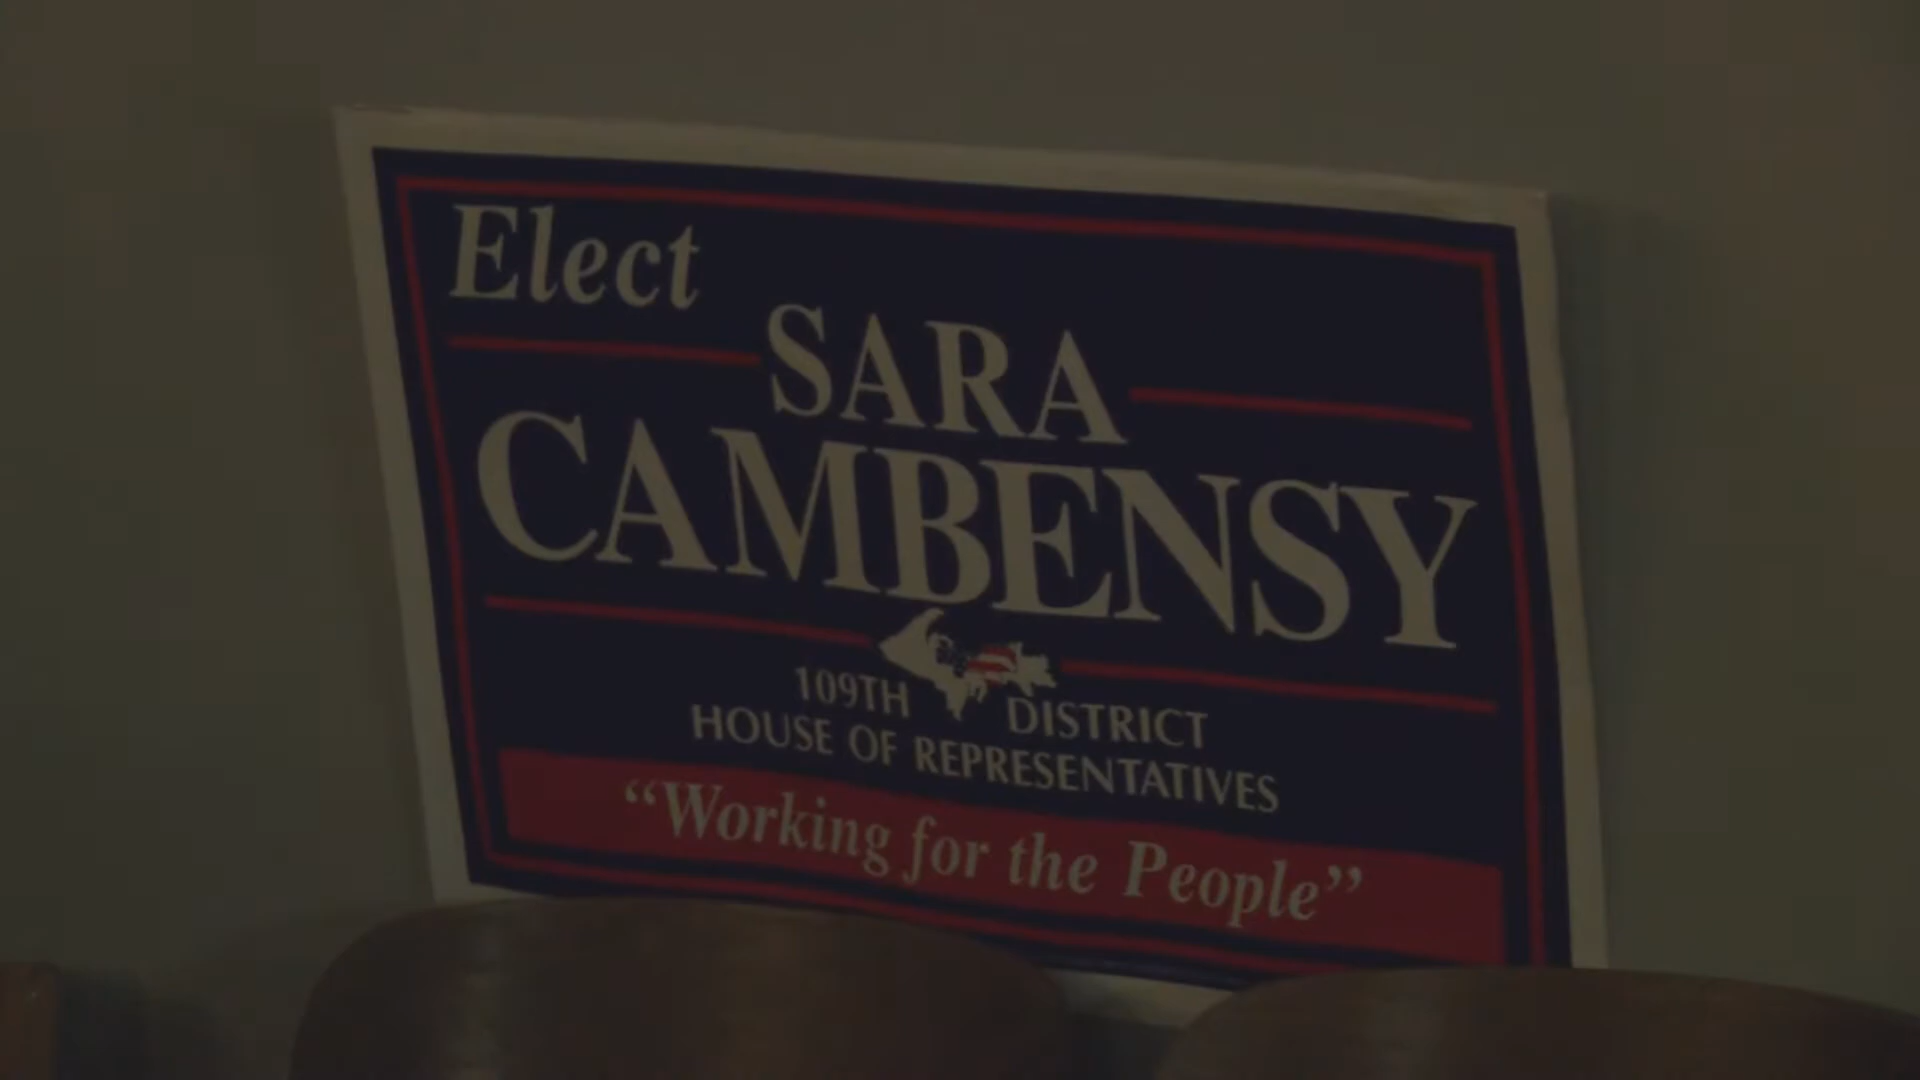 Elect
SARA
CAMBENSY
109TH DISTRICT
HOUSE OF REPRESENTATIVES
“Working for the People”